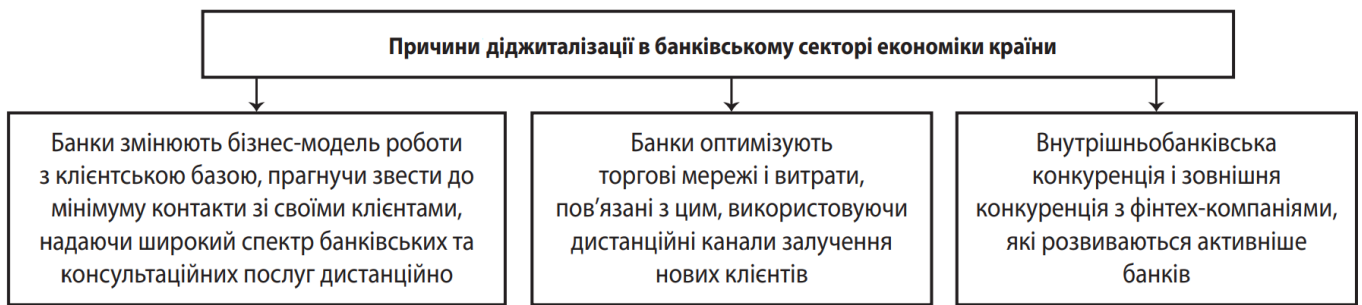 Причини діджиталізації в банківському секторі економіки країни
Банки змінюють бізнес-модель роботи
з клієнтською базою, прагнучи звести до
мінімуму контакти зі своїми клієнтами,
надаючи широкий спектр банківських та
консультаційних послуг дистанційно
Банки оптимізують
торгові мережі і витрати,
пов’язані з цим, використовуючи
дистанційні канали залучення
нових клієнтів
Внутрішньобанківська
конкуренція і зовнішня
конкуренція з фінтех-компаніями,
які розвиваються активніше
банків